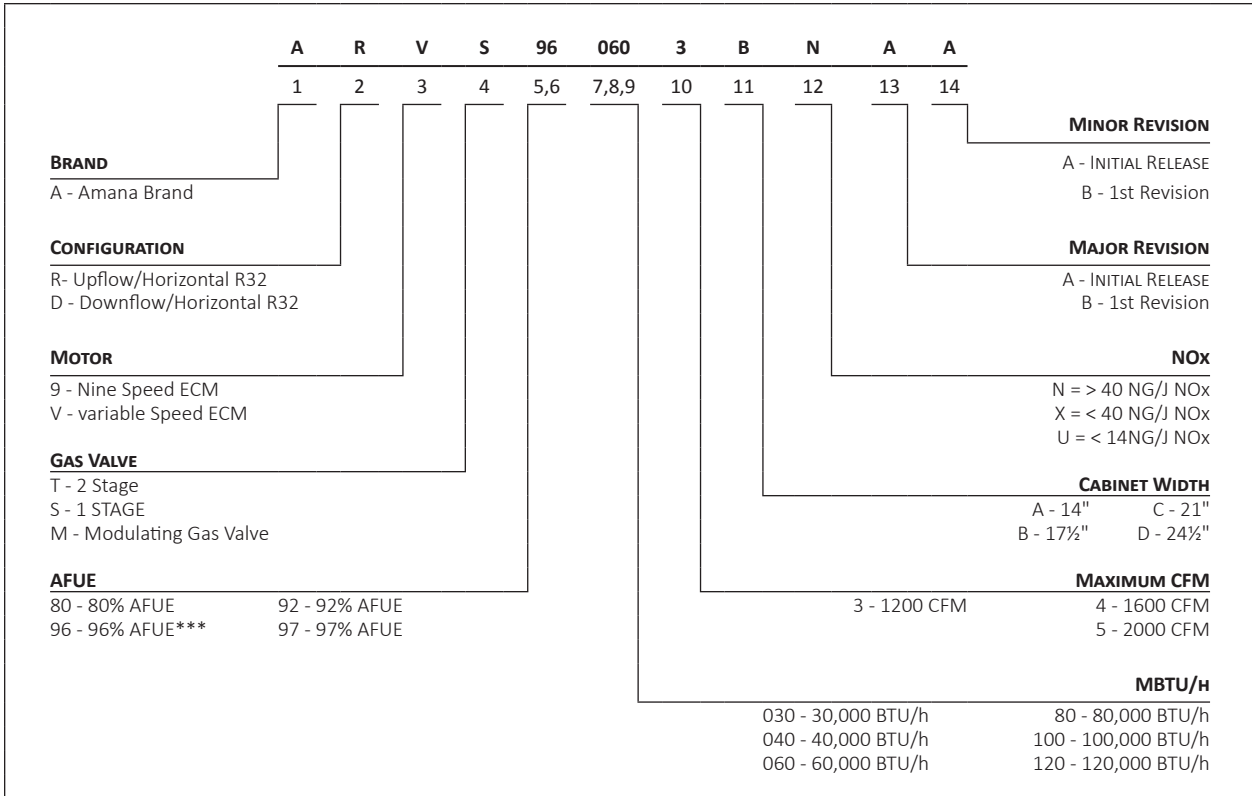 A R V S 96 060 3 B N A A
1 2 3 4 5,6 7,8,9 10 11 12 13 14
BRAND
A - Amana Brand
CONFIGURATION
R- Upflow/Horizontal R32
D - Downflow/Horizontal R32
MOTOR
9 - Nine Speed ECM
V - variable Speed ECM
GAS VALVE
T - 2 Stage
S - 1 STAGE
M - Modulating Gas Valve
AFUE
80 - 80% AFUE 92 - 92% AFUE
96 - 96% AFUE*** 97 - 97% AFUE
MINOR REVISION
A - INITIAL RELEASE
B - 1st Revision
MAJOR REVISION
A - INITIAL RELEASE
B - 1st Revision
NOx
N = > 40 NG/J NOx
X = < 40 NG/J NOx
U = < 14NG/J NOx
CABINET WIDTH
A - 14" C - 21"
B - 17½" D - 24½"
MAXIMUM CFM
3 - 1200 CFM 4 - 1600 CFM
5 - 2000 CFM
MBTU/H
030 - 30,000 BTU/h 80 - 80,000 BTU/h
040 - 40,000 BTU/h 100 - 100,000 BTU/h
060 - 60,000 BTU/h 120 - 120,000 BTU/h